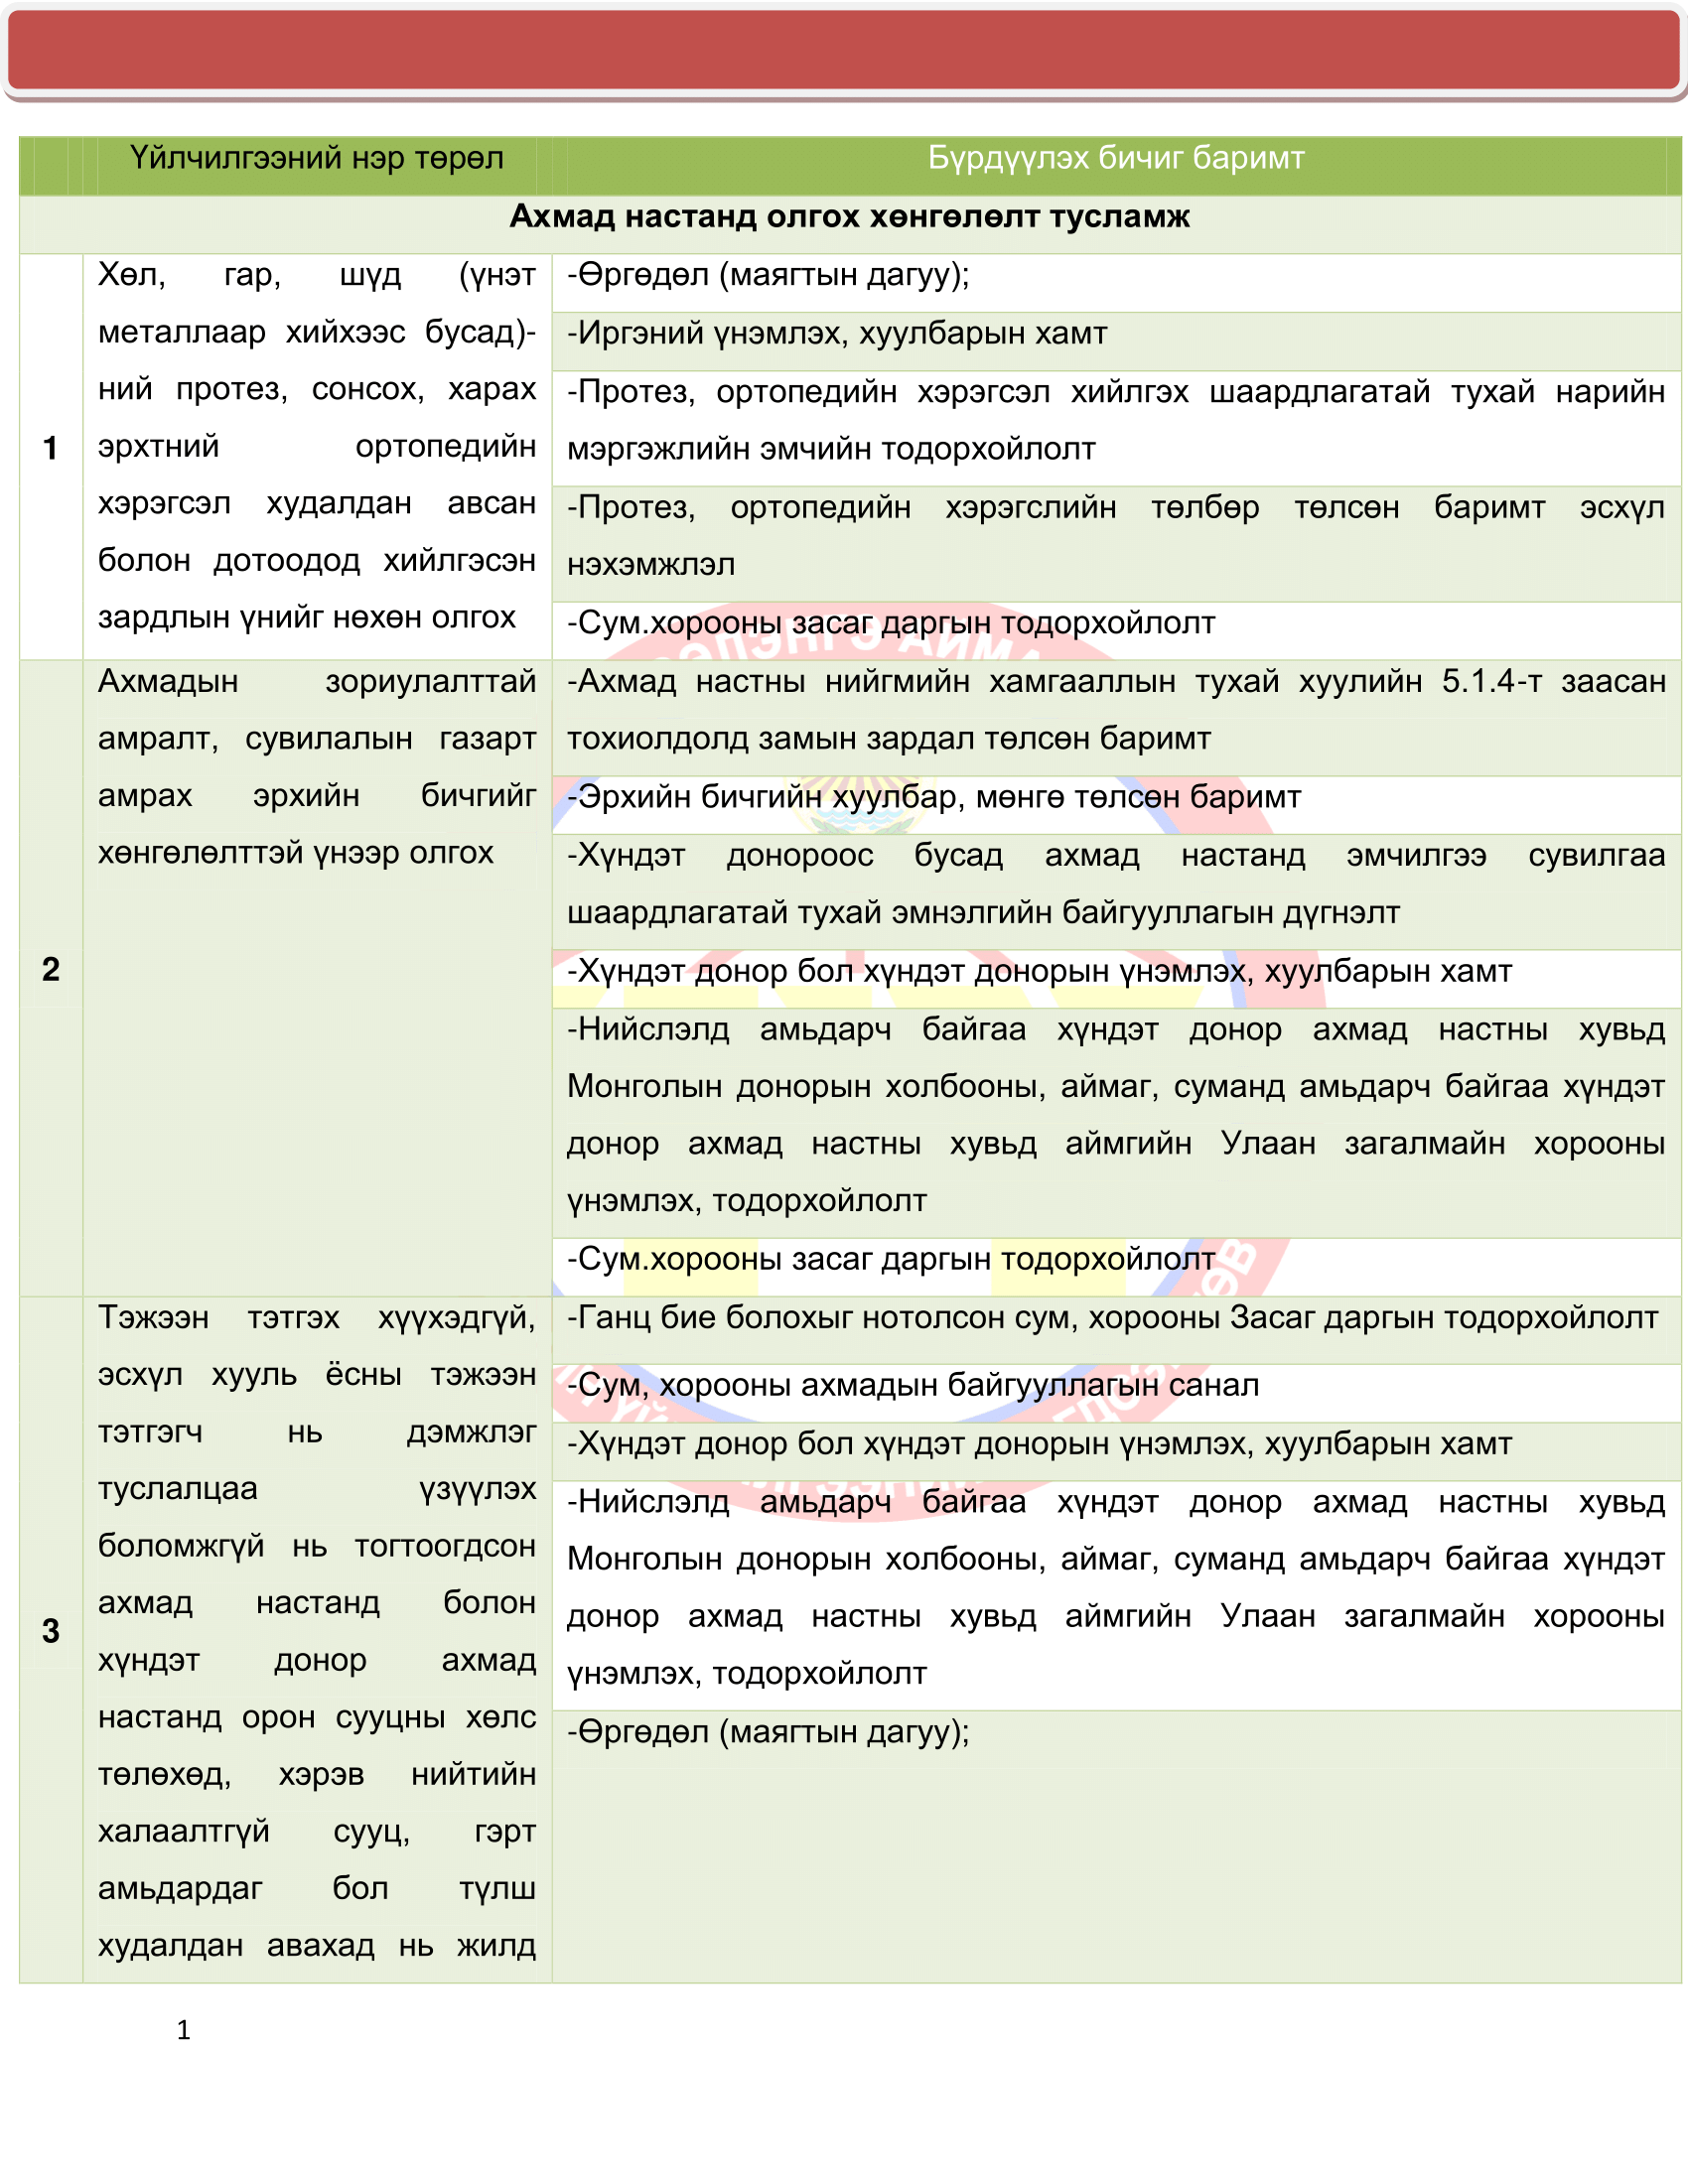 Үйлчилгээний нэр төрөл
Бүрдүүлэх бичиг баримт
Ахмад настанд олгох хөнгөлөлт тусламж
1
Хөл, гар, шүд (үнэт
металлаар хийхээс бусад)-
ний протез, сонсох, харах
эрхтний ортопедийн
хэрэгсэл худалдан авсан
болон дотоодод хийлгэсэн
зардлын үнийг нөхөн олгох
-Өргөдөл (маягтын дагуу);
-Иргэний үнэмлэх, хуулбарын хамт
-Протез, ортопедийн хэрэгсэл хийлгэх шаардлагатай тухай нарийн
мэргэжлийн эмчийн тодорхойлолт
-Протез, ортопедийн хэрэгслийн төлбөр төлсөн баримт эсхүл
нэхэмжлэл
-Сум.хорооны засаг даргын тодорхойлолт
2
Ахмадын зориулалттай
амралт, сувилалын газарт
амрах эрхийн бичгийг
хөнгөлөлттэй үнээр олгох
-Ахмад настны нийгмийн хамгааллын тухай хуулийн 5.1.4-т заасан
тохиолдолд замын зардал төлсөн баримт
-Эрхийн бичгийн хуулбар, мөнгө төлсөн баримт
-Хүндэт донороос бусад ахмад настанд эмчилгээ сувилгаа
шаардлагатай тухай эмнэлгийн байгууллагын дүгнэлт
-Хүндэт донор бол хүндэт донорын үнэмлэх, хуулбарын хамт
-Нийслэлд амьдарч байгаа хүндэт донор ахмад настны хувьд
Монголын донорын холбооны, аймаг, суманд амьдарч байгаа хүндэт
донор ахмад настны хувьд аймгийн Улаан загалмайн хорооны
үнэмлэх, тодорхойлолт
-Сум.хорооны засаг даргын тодорхойлолт
3
Тэжээн тэтгэх хүүхэдгүй,
эсхүл хууль ёсны тэжээн
тэтгэгч нь дэмжлэг
туслалцаа үзүүлэх
боломжгүй нь тогтоогдсон
ахмад настанд болон
хүндэт донор ахмад
настанд орон сууцны хөлс
төлөхөд, хэрэв нийтийн
халаалтгүй сууц, гэрт
амьдардаг бол түлш
худалдан авахад нь жилд
-Ганц бие болохыг нотолсон сум, хорооны Засаг даргын тодорхойлолт
-Сум, хорооны ахмадын байгууллагын санал
-Хүндэт донор бол хүндэт донорын үнэмлэх, хуулбарын хамт
-Нийслэлд амьдарч байгаа хүндэт донор ахмад настны хувьд
Монголын донорын холбооны, аймаг, суманд амьдарч байгаа хүндэт
донор ахмад настны хувьд аймгийн Улаан загалмайн хорооны
үнэмлэх, тодорхойлолт
-Өргөдөл (маягтын дагуу);
1